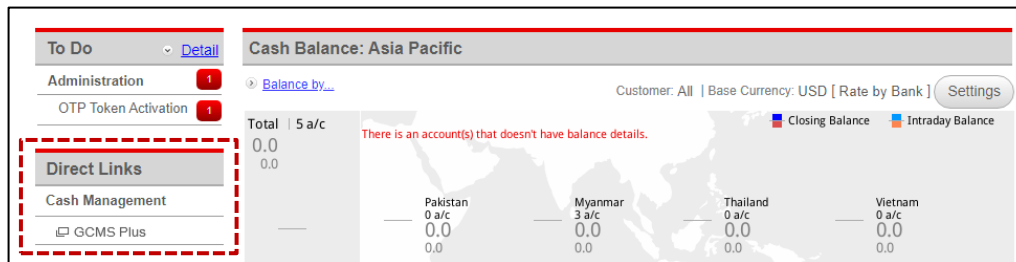 To Do Detail
Administration 1
OTP Token Activation 1
Direct Links
Cash Management
GCMS Plus
Cash Balance: Asia Pacific
Balance by...
Customer: All | Base Currency: USD [ Rate by Bank ] Settings
Total | 5 a/c
0.0
0.0
There is an account(s) that doesn't have balance details.
Closing Balance Intraday Balance
Pakistan
0 a/c
0.0
0.0
Myanmar
3 a/c
0.0
0.0
Thailand
0 a/c
0.0
0.0
Vietnam
0 a/c
0.0
0.0